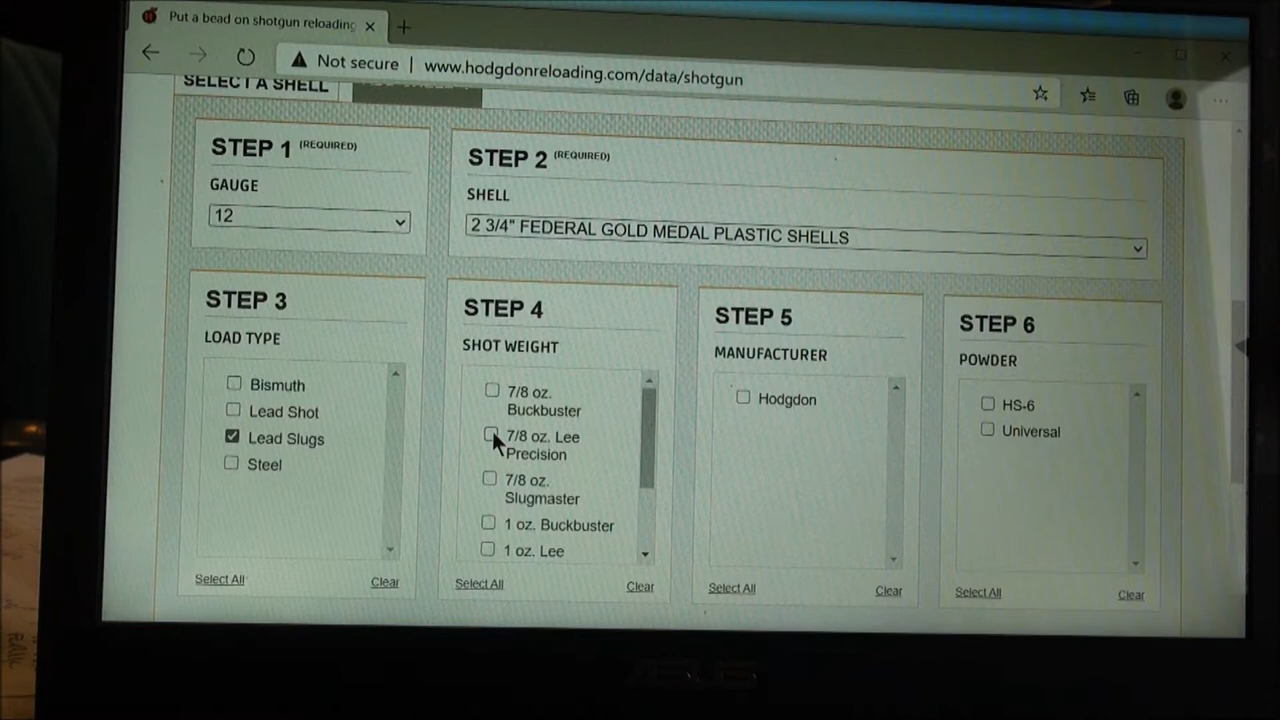 Put a bead on shotgun reloading
Not secure | www.hodgdonreloading.com/data/shotgun
SELECT A SHELL
STEP 1 (REQUIRED)
GAUGE
12
STEP 2 (REQUIRED)
SHELL
2 3/4" FEDERAL GOLD MEDAL PLASTIC SHELLS
STEP 3
LOAD TYPE
Bismuth
Lead Shot
Lead Slugs
Steel
Select All Clear
STEP 4
SHOT WEIGHT
7/8 oz.
Buckbuster
7/8 oz. Lee
Precision
7/8 oz.
Slugmaster
1 oz. Buckbuster
1 oz. Lee
Select All Clear
STEP 5
MANUFACTURER
Hodgdon
Select All Clear
STEP 6
POWDER
HS-6
Universal
Select All Clear
ASUS